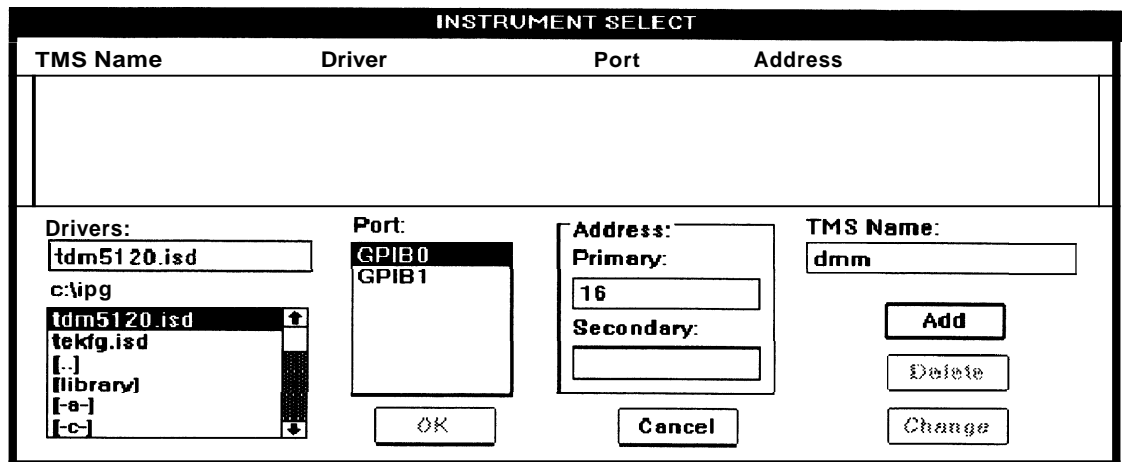 INSTRUMENT SELECT
TMS Name Driver Port Address
Drivers:
tdm5120.isd
c:\ipg
tdm5120.isd
tekfg.isd
[..]
[library]
[-a-]
[-c-]
Port:
GPIB0
GPIB1
OK
Address:
Primary:
16
Secondary:
Cancel
TMS Name:
dmm
Add
Delete
Change